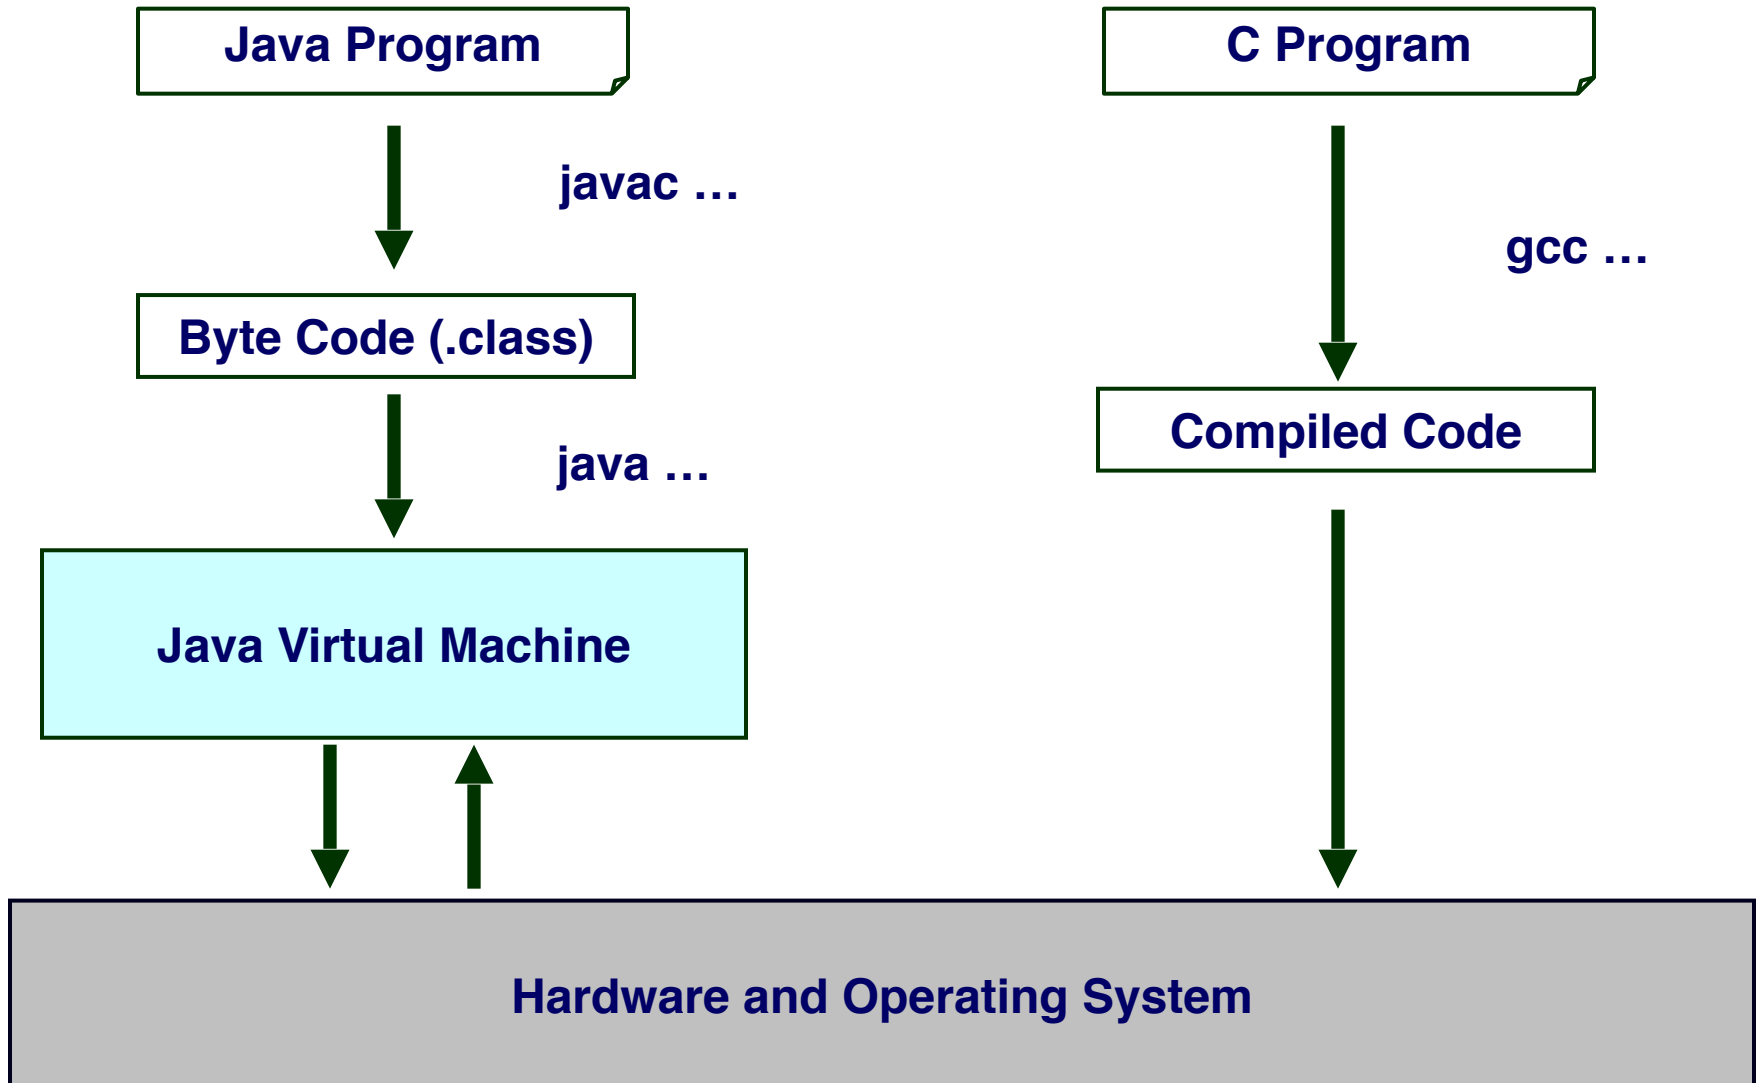 Java Program
javac …
Byte Code (.class)
java …
Java Virtual Machine
C Program
gcc …
Compiled Code
Hardware and Operating System